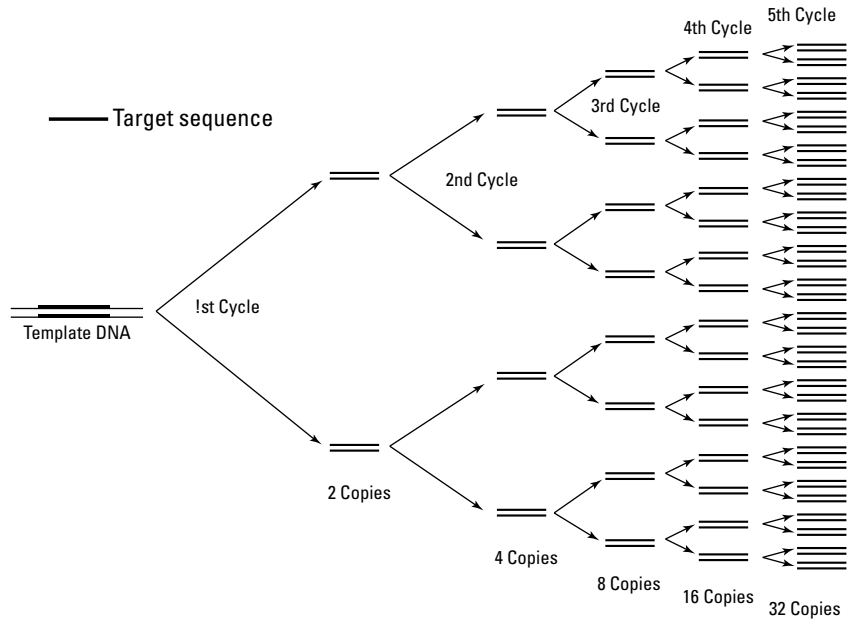 5th Cycle
4th Cycle
3rd Cycle
Target sequence
2nd Cycle
!st Cycle
Template DNA
2 Copies
4 Copies
8 Copies
16 Copies
32 Copies